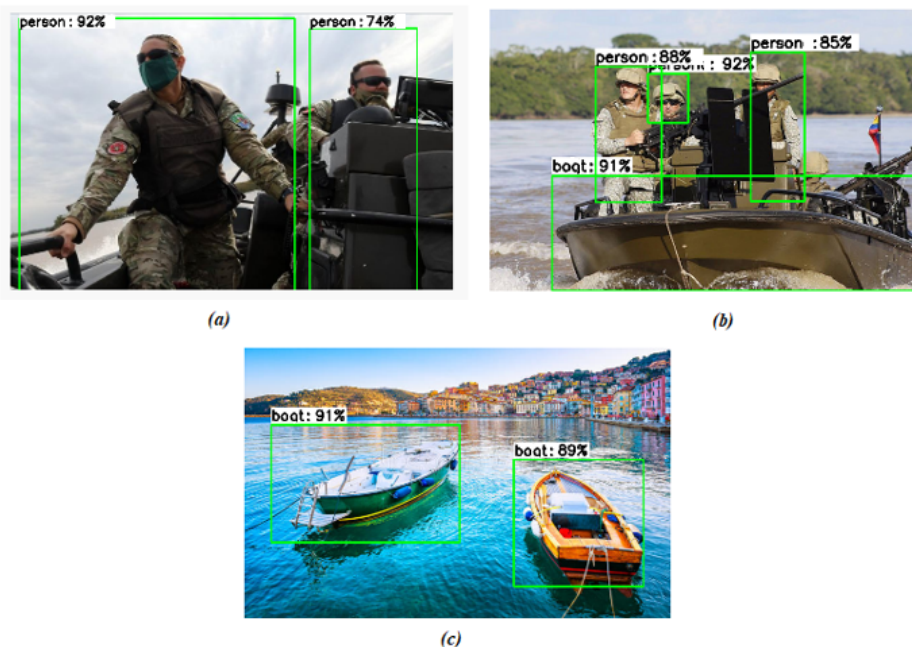 person: 92%
person: 74%
person: 88%
: 92%
person: 85%
boat: 91%
(a)
(b)
boat: 91%
boat: 89%
(c)